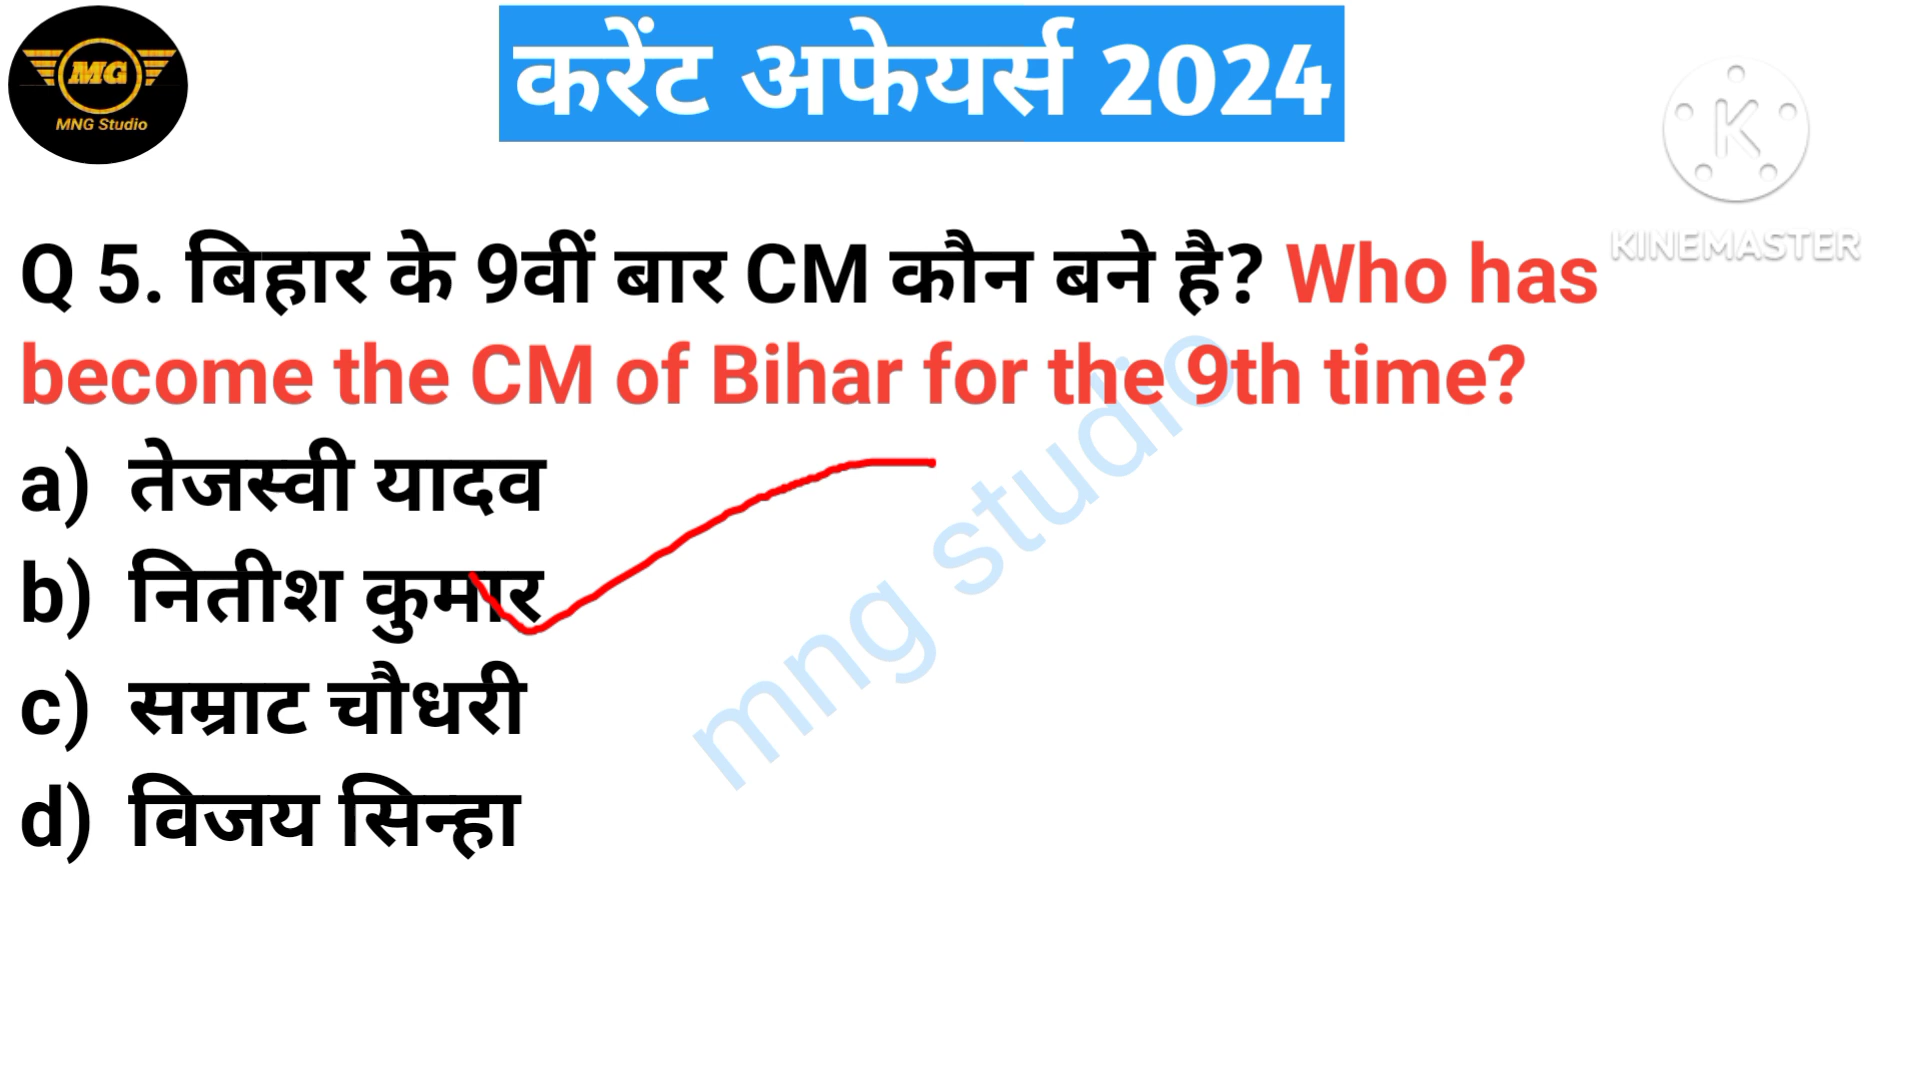 MG
MNG Studio
करेंट अफेयर्स 2024
K
KINEMASTER
Q 5. बिहार के 9वीं बार CM कौन बने है? Who has
become the CM of Bihar for the 9th time?
a) तेजस्वी यादव
b) नितीश कुमार
c) सम्राट चौधरी
d) विजय सिन्हा
mng studio